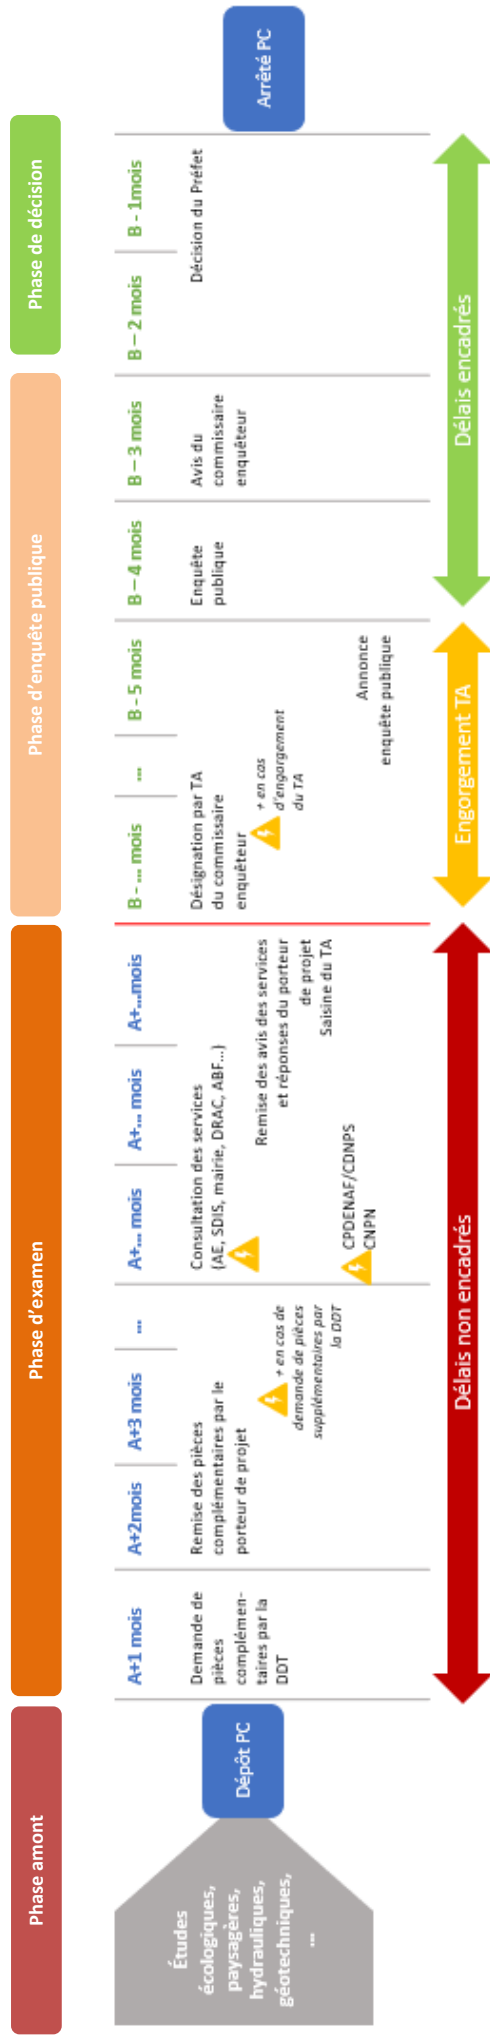 Phase amont
Phase d'examen
Phase d'enquête publique
Phase de décision
Études
écologiques,
paysagères,
hydrauliques,
géotechniques,
...
Dépôt PC
A+1 mois
Demande de
pièces
complémen-
taires par la
DDT
A+2mois
A+3 mois
...
Remise des pièces
complémentaires par le
porteur de projet
+ en cas de
demande de pièces
supplémentaires par
la DDT
A+... mois
A+... mois
A+...mois
Consultation des services
(AE, SDIS, mairie, DRAC, ABF...)
Remise des avis des services
et réponses du porteur
de projet
Saisine du TA
CPDENAF/CDNPS
CNPN
B - ... mois
...
B - 5 mois
Désignation par TA
du commissaire
enquêteur
+ en cas
d'engorgement
du TA
Annonce
enquête publique
B – 4 mois
Enquête
publique
B – 3 mois
Avis du
commissaire
enquêteur
B – 2 mois
B - 1mois
Décision du Préfet
Arrêté PC
Délais non encadrés
Engorgement TA
Délais encadrés